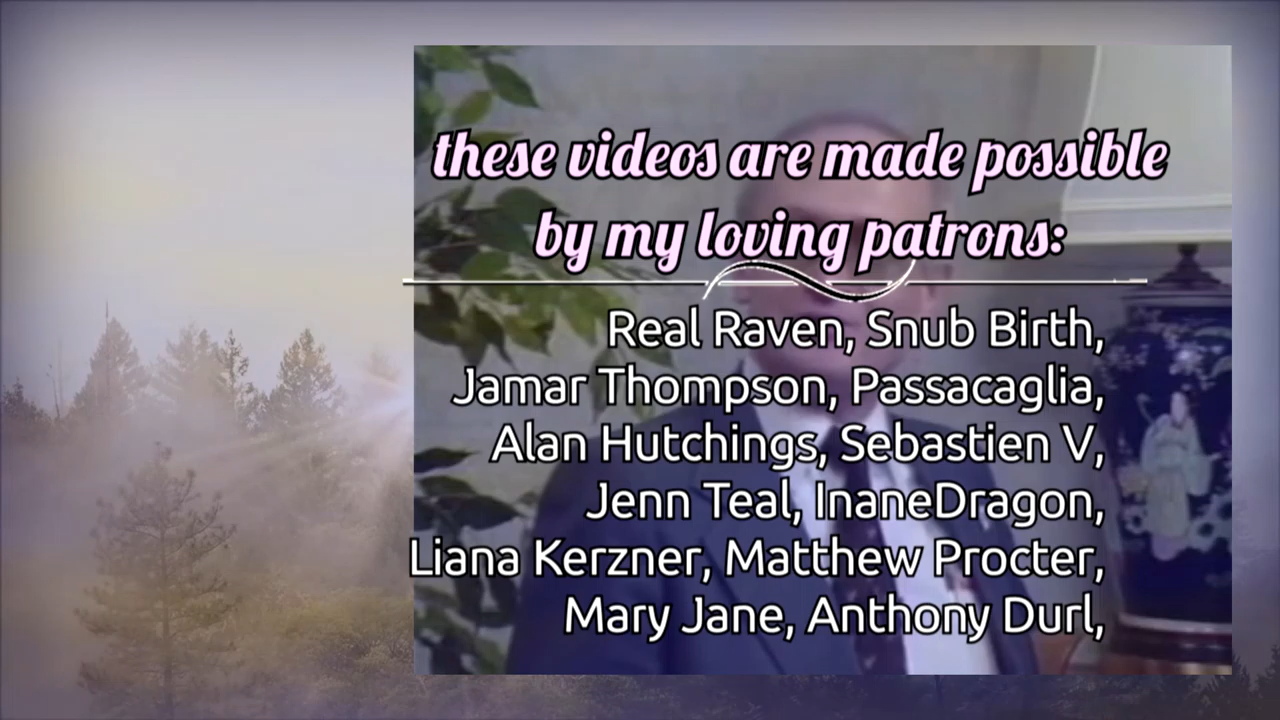 these videos are made possible
by my loving patrons:
Real Raven, Snub Birth,
Jamar Thompson, Passacaglia,
Alan Hutchings, Sebastien V,
Jenn Teal, InaneDragon,
Liana Kerzner, Matthew Procter,
Mary Jane, Anthony Durl,